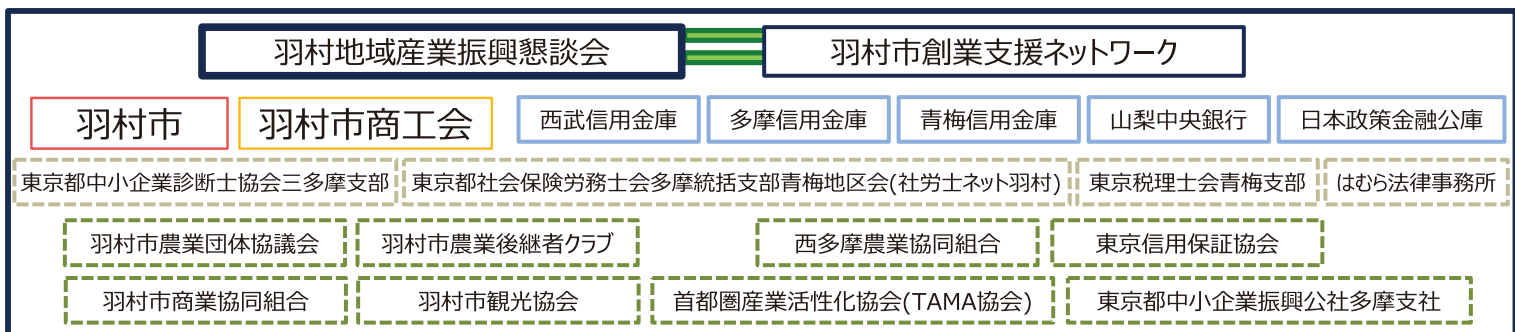 羽村地域産業振興懇談会 羽村市創業支援ネットワーク
羽村市 羽村市商工会 西武信用金庫 多摩信用金庫 青梅信用金庫 山梨中央銀行 日本政策金融公庫
東京都中小企業診断士協会三多摩支部 東京都社会保険労務士会多摩統括支部青梅地区会(社労士ネット羽村) 東京税理士会青梅支部 はむら法律事務所
羽村市農業団体協議会 羽村市農業後継者クラブ 西多摩農業協同組合 東京信用保証協会
羽村市商業協同組合 羽村市観光協会 首都圏産業活性化協会(TAMA協会) 東京都中小企業振興公社多摩支社